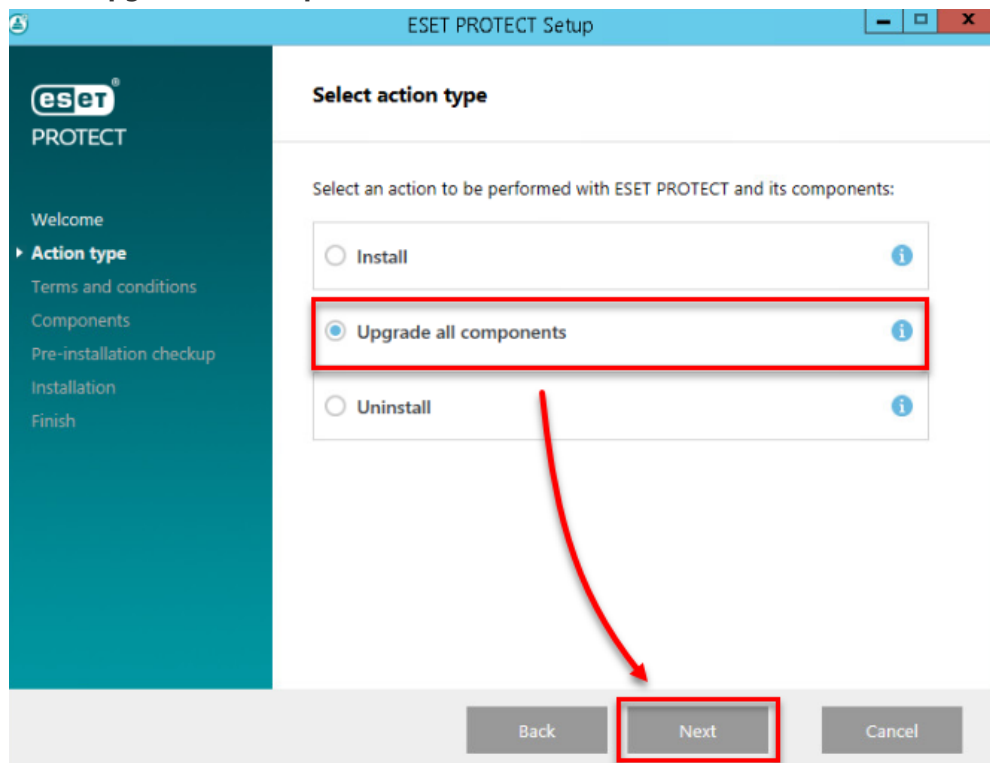 ESET PROTECT Setup
eset®
PROTECT
Select action type
Select an action to be performed with ESET PROTECT and its components:
Welcome
Action type
Terms and conditions
Components
Pre-installation checkup
Installation
Finish
Install
Upgrade all components
Uninstall
Back
Next
Cancel